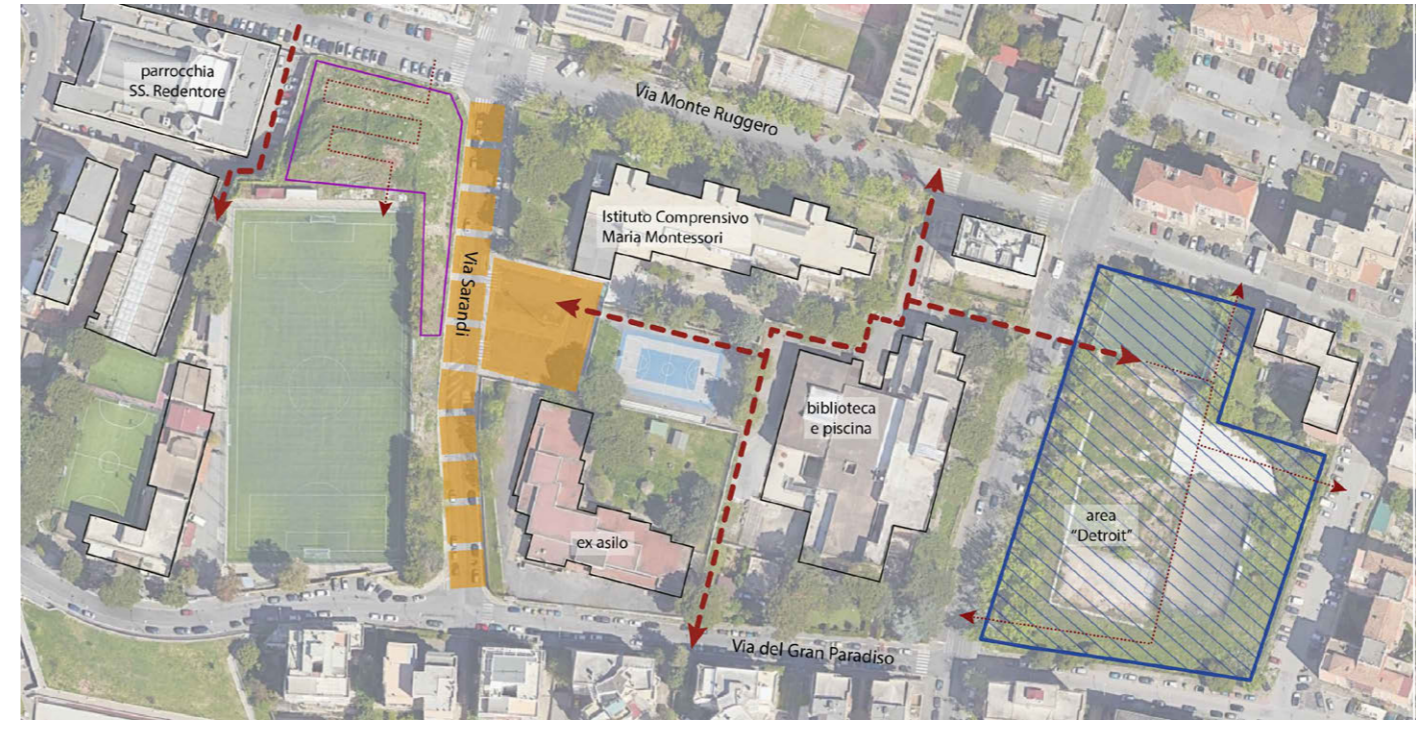 parrocchia
SS. Redentore
Via Monte Ruggero
Istituto Comprensivo
Maria Montessori
Via Sarandi
biblioteca
e piscina
area
"Detroit"
ex asilo
Via del Gran Paradiso